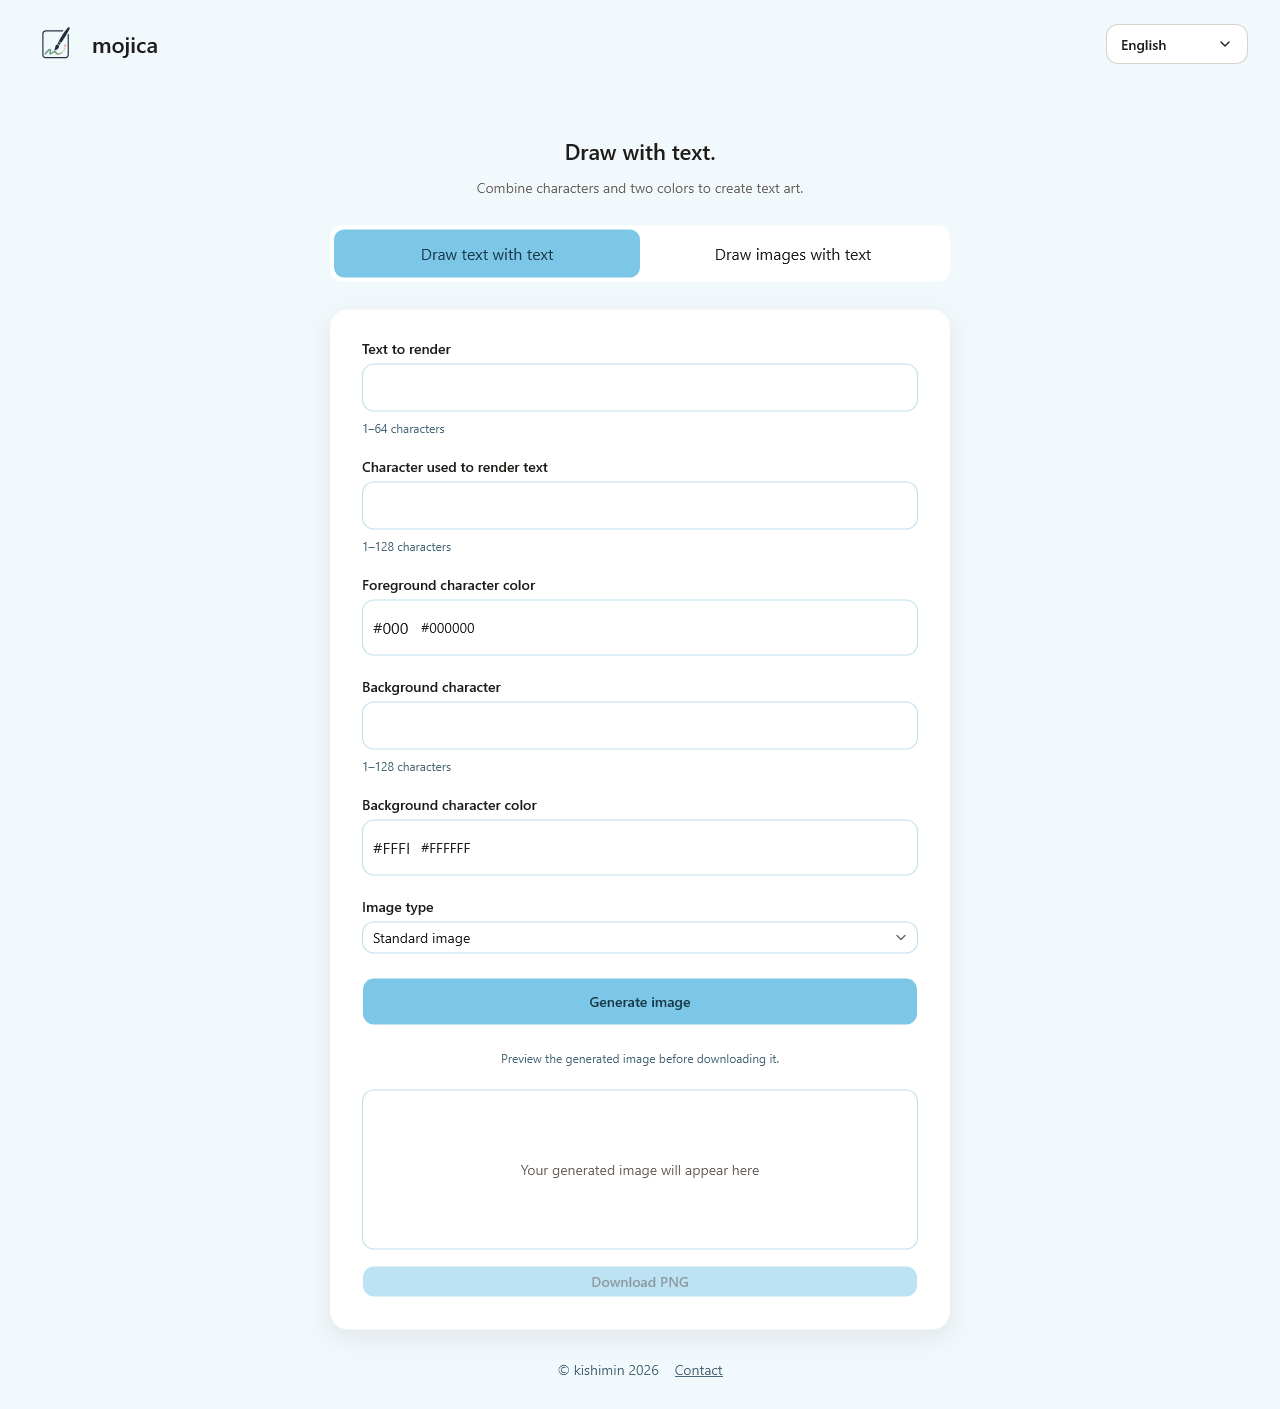 mojica
English
Draw with text.
Combine characters and two colors to create text art.
Draw text with text
Draw images with text
Text to render
1–64 characters
Character used to render text
1–128 characters
Foreground character color
#000 #000000
Background character
1–128 characters
Background character color
#FFFI #FFFFFF
Image type
Standard image
Generate image
Preview the generated image before downloading it.
Your generated image will appear here
Download PNG
© kishimin 2026 Contact